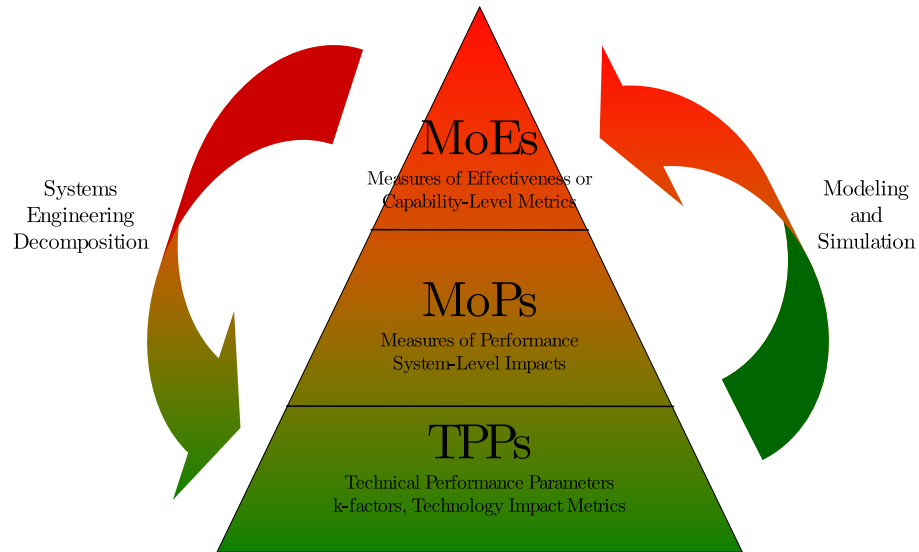 MoEs
Measures of Effectiveness or
Capability-Level Metrics
Systems
Engineering
Decomposition
Modeling
and
Simulation
MoPs
Measures of Performance
System-Level Impacts
TPPs
Technical Performance Parameters
k-factors, Technology Impact Metrics